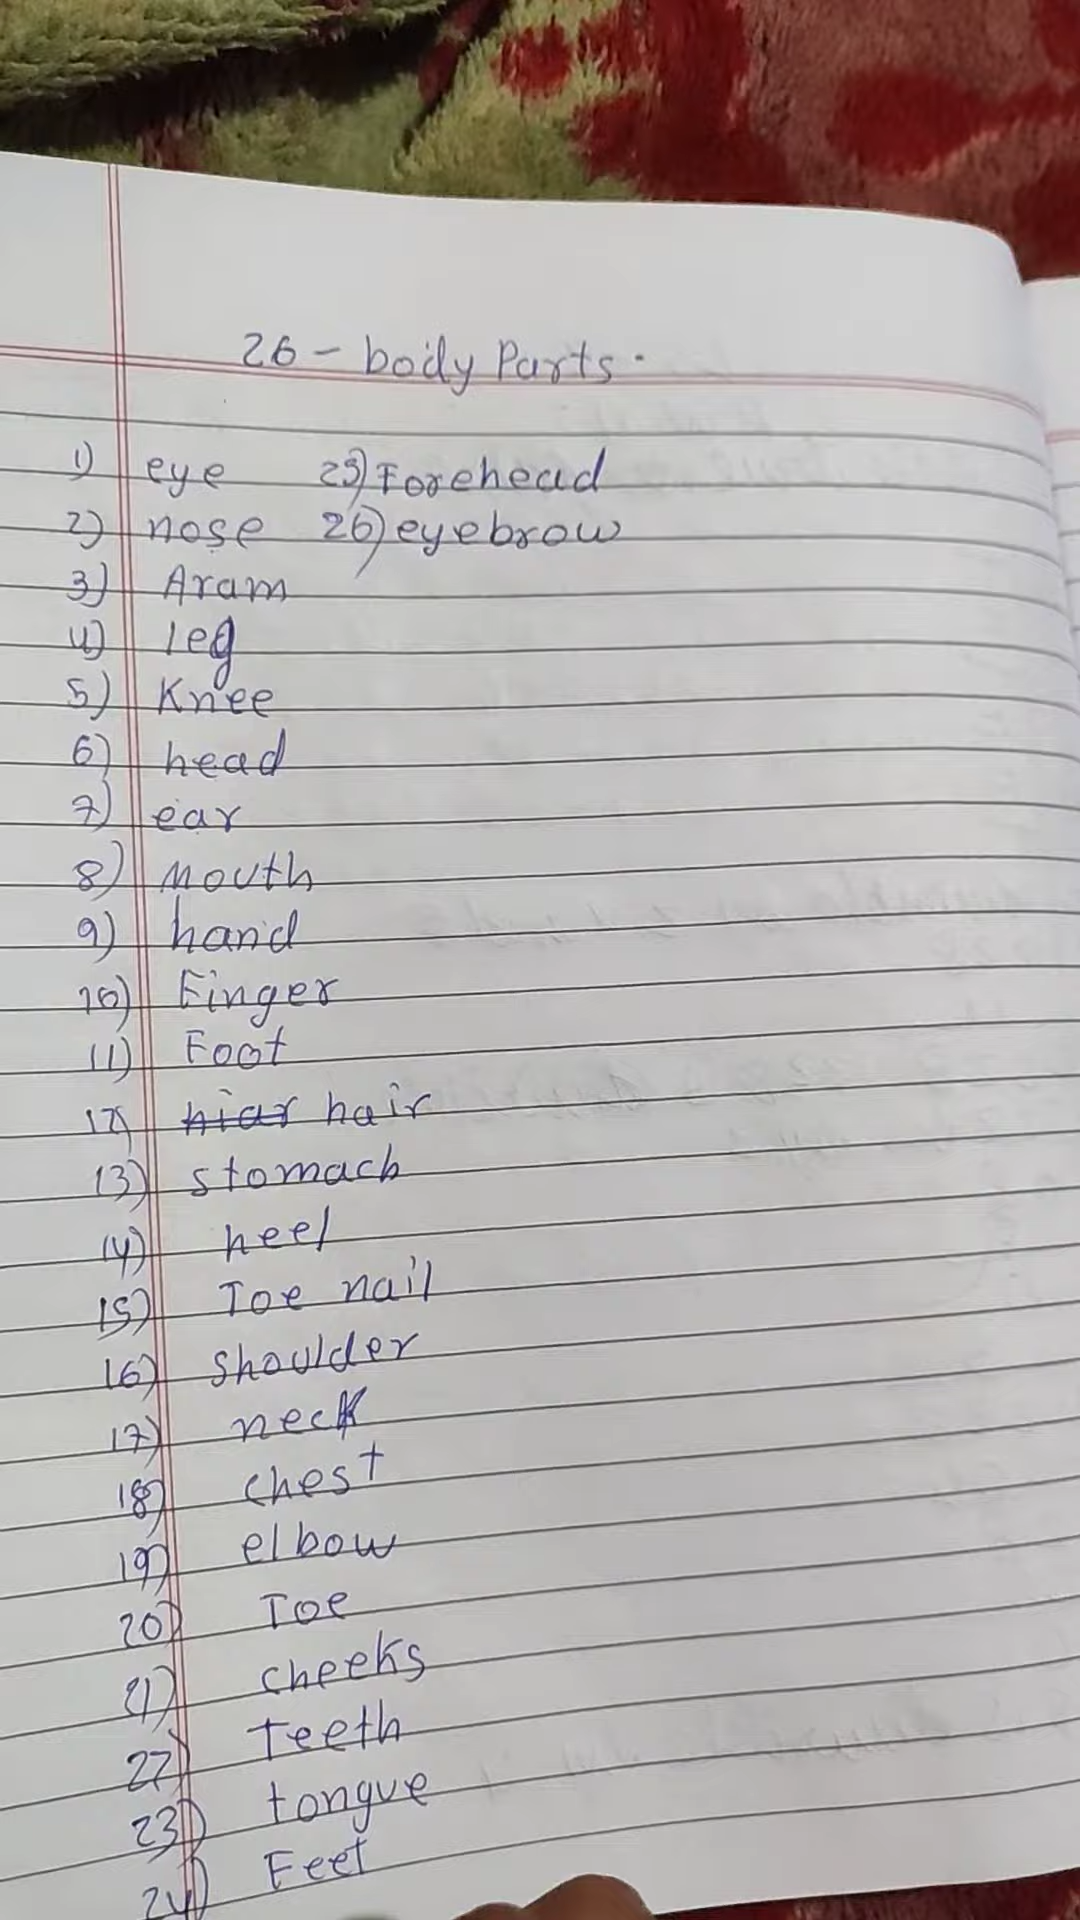 26 - body Parts.
1) eye 25) Forehead
2) nose 26) eyebrow
3) Aram
4) leg
5) Knee
6) head
7) ear
8) Mouth
9) hand
10) Finger
11) Foot
12) hiar hair
13) stomach
14) heel
15) Toe nail
16) shoulder
17) neck
18) chest
19) elbow
20) Toe
21) cheeks
22) Teeth
23) tongue
24) Feet